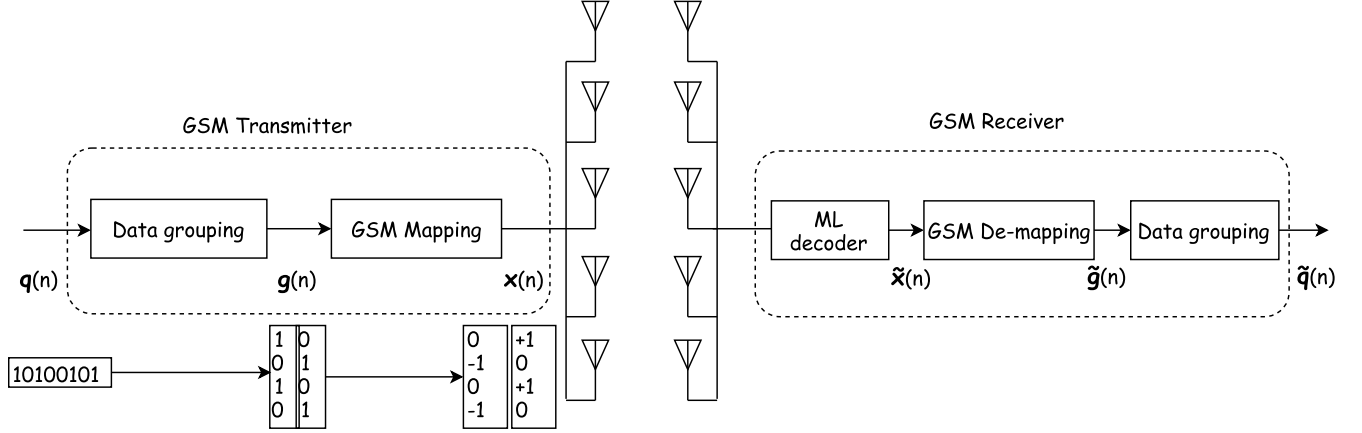 GSM Transmitter
GSM Receiver
Data grouping
GSM Mapping
ML
decoder
GSM De-mapping
Data grouping
q(n)
g(n)
x(n)
x̃(n)
g̃(n)
q̃(n)
10100101
1 0
0 1
1 0
0 1
0 +1
-1 0
0 +1
-1 0